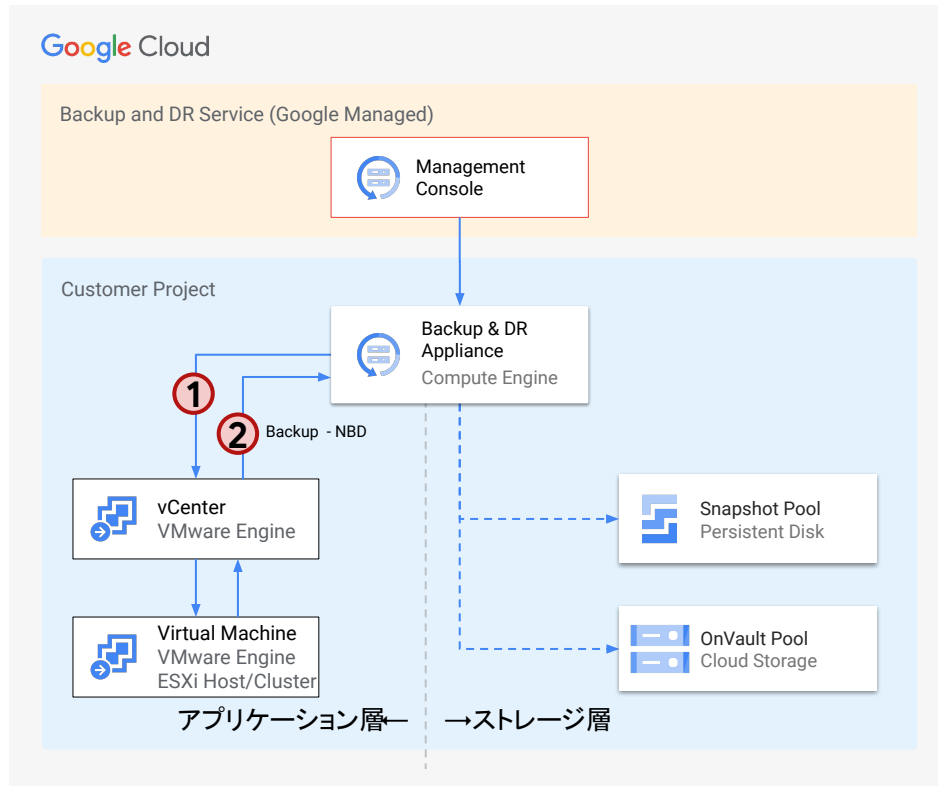 Google Cloud
Backup and DR Service (Google Managed)
Management
Console
Customer Project
Backup & DR
Appliance
Compute Engine
1
2
Backup - NBD
vCenter
VMware Engine
Snapshot Pool
Persistent Disk
Virtual Machine
VMware Engine
ESXi Host/Cluster
OnVault Pool
Cloud Storage
アプリケーション層←
→ストレージ層